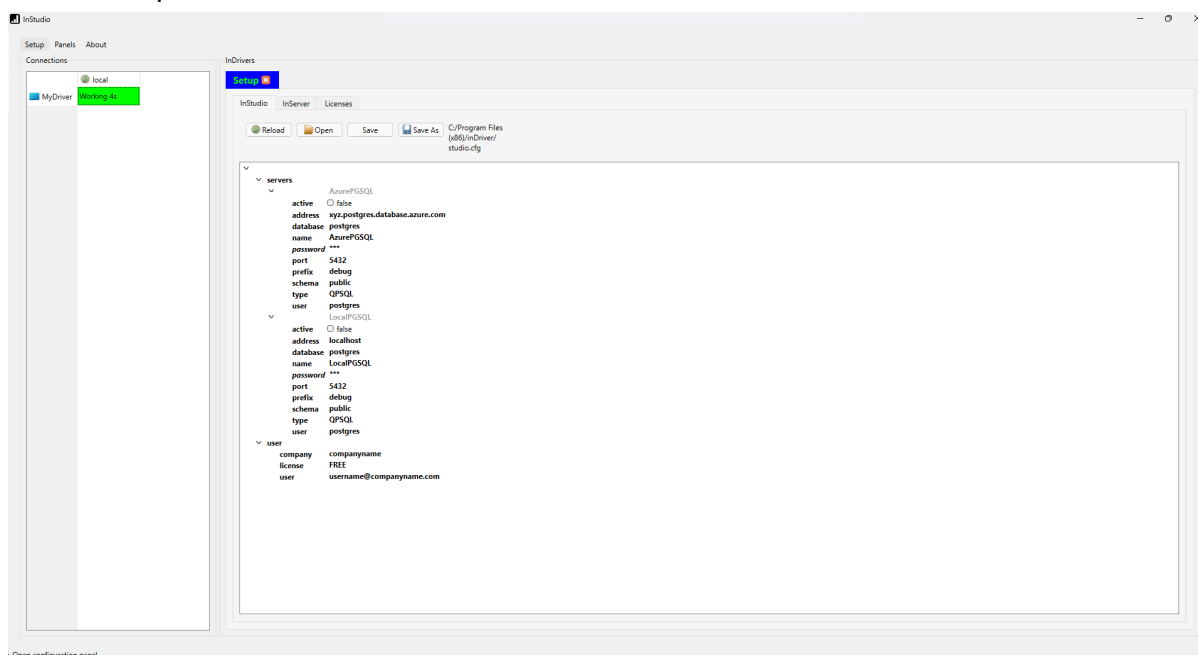 InStudio
Setup Panels About
Connections
InDrivers
local
MyDriver Working 4s
Setup
InStudio InServer Licenses
Reload Open Save Save As C:/Program Files
(x86)/inDriver/
studio.cfg
servers
AzurePGSQL
active false
address xyz.postgres.database.azure.com
database postgres
name AzurePGSQL
password ***
port 5432
prefix debug
schema public
type QPSQL
user postgres
LocalPGSQL
active false
address localhost
database postgres
name LocalPGSQL
password ***
port 5432
prefix debug
schema public
type QPSQL
user postgres
user
company companyname
license FREE
user username@companyname.com
Open configuration panel